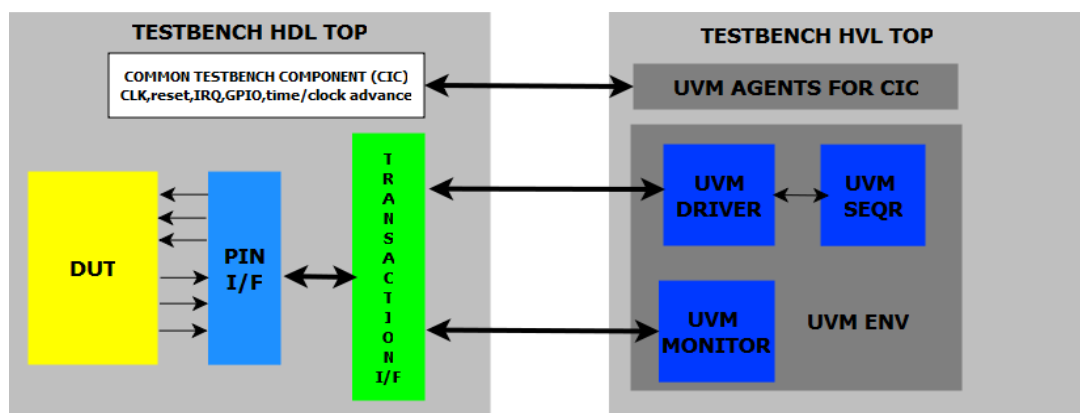 TESTBENCH HDL TOP
COMMON TESTBENCH COMPONENT (CIC)
CLK,reset,IRQ,GPIO,time/clock advance
DUT
PIN
I/F
T
R
A
N
S
A
C
T
I
O
N
I/F
TESTBENCH HVL TOP
UVM AGENTS FOR CIC
UVM
DRIVER
UVM
SEQR
UVM
MONITOR
UVM ENV